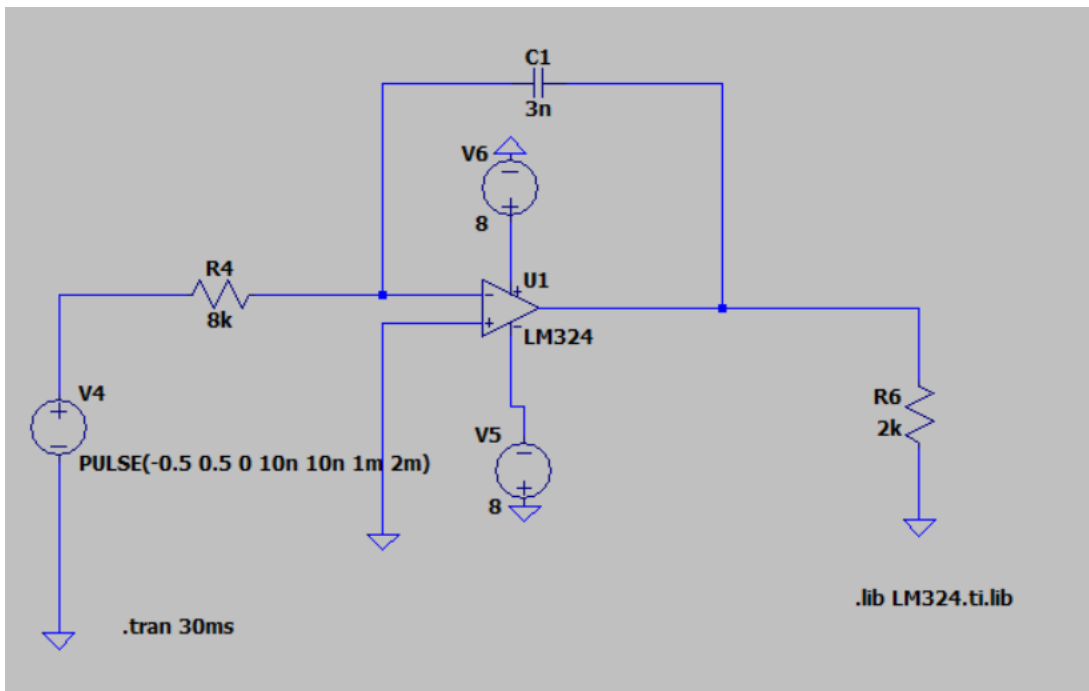 C1
3n
V6
8
R4
8k
U1
LM324
V4
PULSE(-0.5 0.5 0 10n 10n 1m 2m)
V5
8
R6
2k
.tran 30ms
.lib LM324.ti.lib